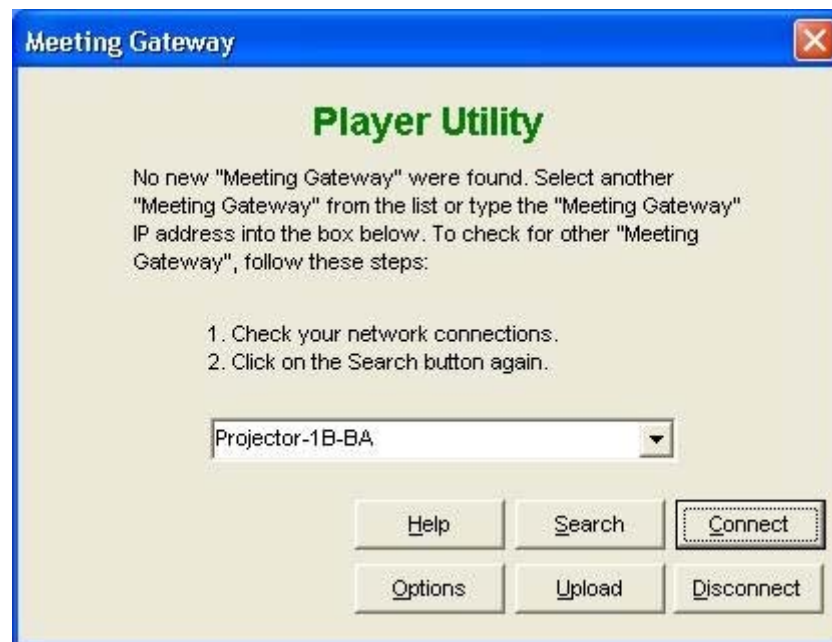 Meeting Gateway
Player Utility
No new "Meeting Gateway" were found. Select another
"Meeting Gateway" from the list or type the "Meeting Gateway"
IP address into the box below. To check for other "Meeting
Gateway", follow these steps:
1. Check your network connections.
2. Click on the Search button again.
Projector-1B-BA
Help Search Connect
Options Upload Disconnect